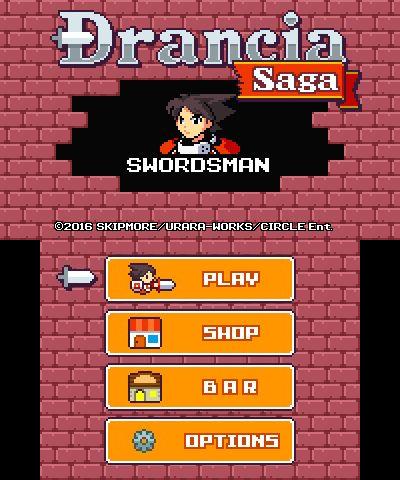 Drancia
Saga
SWORDSMAN
©2016 SKIPMORE/URARA-WORKS/CIRCLE Ent.
PLAY
SHOP
BAR
OPTIONS